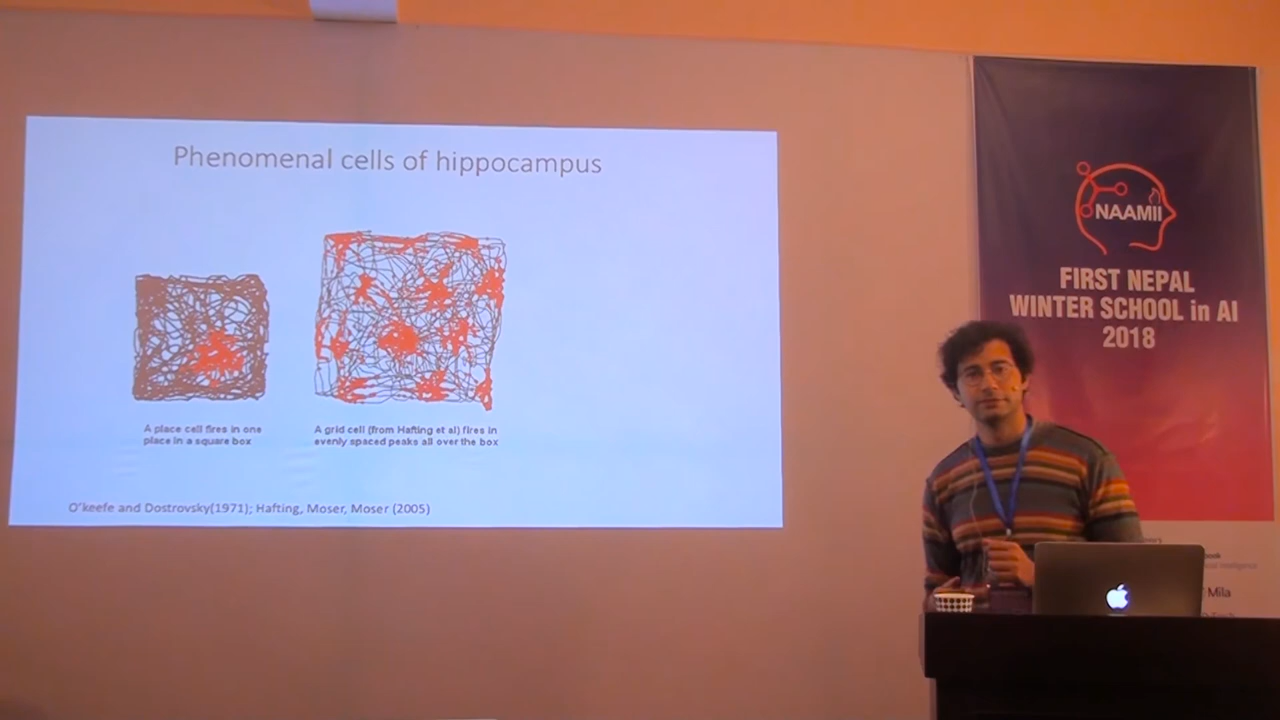 Phenomenal cells of hippocampus
A place cell fires in one
place in a square box
A grid cell (from Hafting et al) fires in
evenly spaced peaks all over the box
O'keefe and Dostrovsky(1971); Hafting, Moser, Moser (2005)
NAAMII
FIRST NEPAL
WINTER SCHOOL in AI
2018
Mila